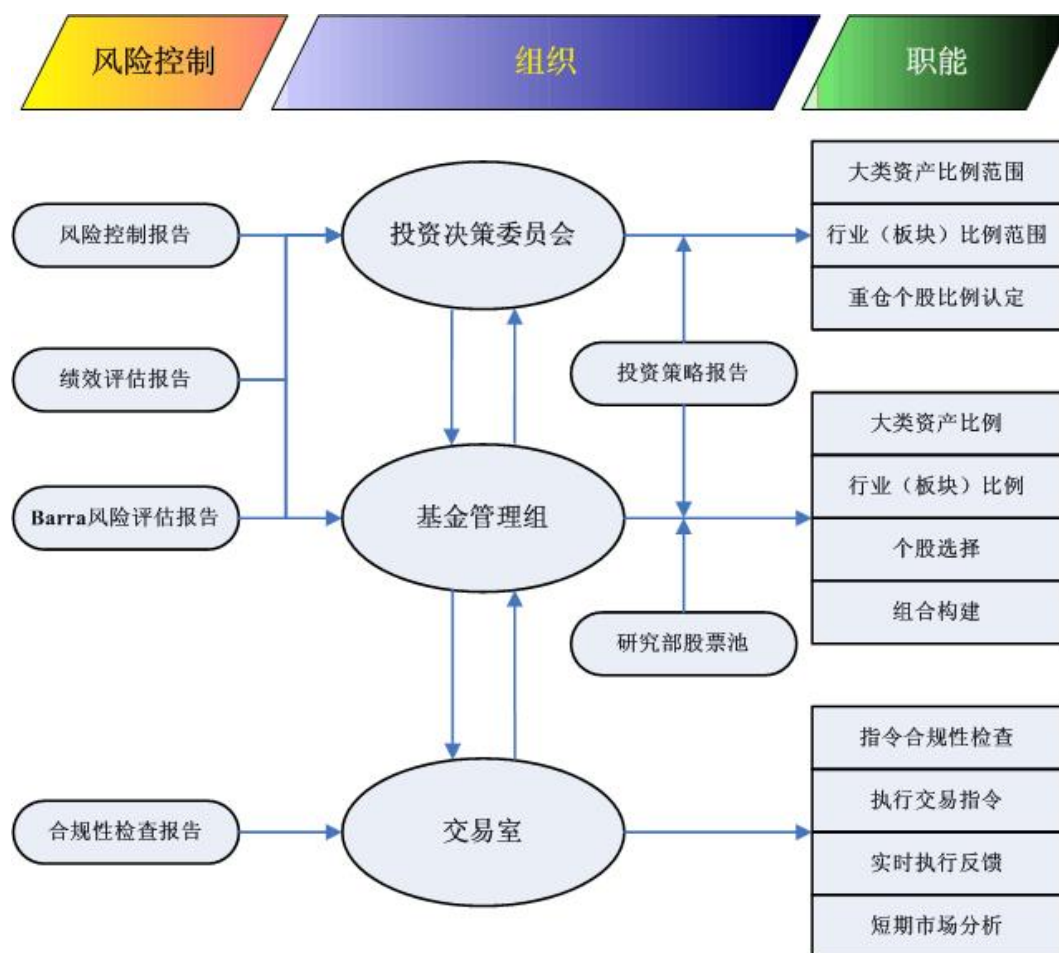 风险控制
组织
职能
大类资产比例范围
风险控制报告
投资决策委员会
行业（板块）比例范围
重仓个股比例认定
绩效评估报告
投资策略报告
大类资产比例
行业（板块）比例
Barra风险评估报告
基金管理组
个股选择
组合构建
研究部股票池
指令合规性检查
执行交易指令
合规性检查报告
交易室
实时执行反馈
短期市场分析